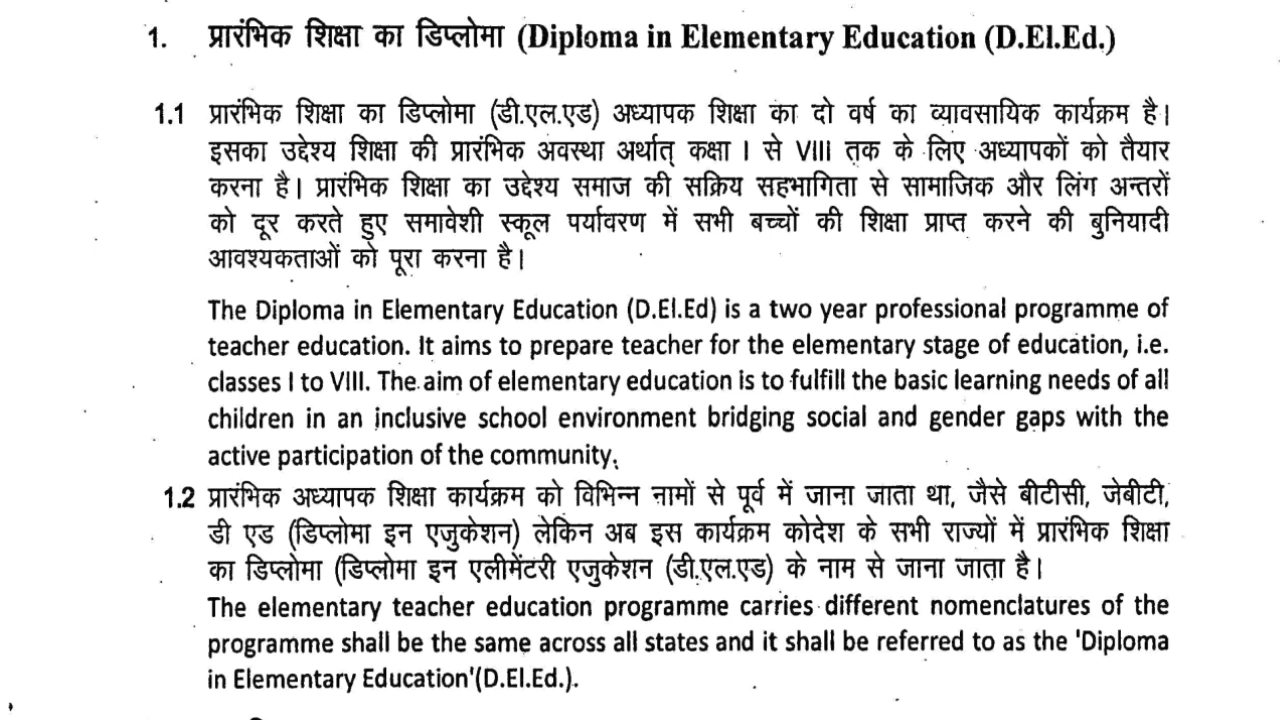 1. प्रारंभिक शिक्षा का डिप्लोमा (Diploma in Elementary Education (D.El.Ed.)
1.1 प्रारंभिक शिक्षा का डिप्लोमा (डी.एल.एड) अध्यापक शिक्षा का दो वर्ष का व्यावसायिक कार्यक्रम है।
इसका उद्देश्य शिक्षा की प्रारंभिक अवस्था अर्थात् कक्षा I से VIII तक के लिए अध्यापकों को तैयार
करना है। प्रारंभिक शिक्षा का उद्देश्य समाज की सक्रिय सहभागिता से सामाजिक और लिंग अन्तरों
को दूर करते हुए समावेशी स्कूल पर्यावरण में सभी बच्चों की शिक्षा प्राप्त करने की बुनियादी
आवश्यकताओं को पूरा करना है।
The Diploma in Elementary Education (D.El.Ed) is a two year professional programme of
teacher education. It aims to prepare teacher for the elementary stage of education, i.e.
classes I to VIII. The aim of elementary education is to fulfill the basic learning needs of all
children in an inclusive school environment bridging social and gender gaps with the
active participation of the community.
1.2 प्रारंभिक अध्यापक शिक्षा कार्यक्रम को विभिन्न नामों से पूर्व में जाना जाता था, जैसे बीटीसी, जेबीटी,
डी एड (डिप्लोमा इन एजुकेशन) लेकिन अब इस कार्यक्रम कोदेश के सभी राज्यों में प्रारंभिक शिक्षा
का डिप्लोमा (डिप्लोमा इन एलीमेंटरी एजुकेशन (डी.एल.एड) के नाम से जाना जाता है।
The elementary teacher education programme carries different nomenclatures of the
programme shall be the same across all states and it shall be referred to as the 'Diploma
in Elementary Education'(D.El.Ed.).